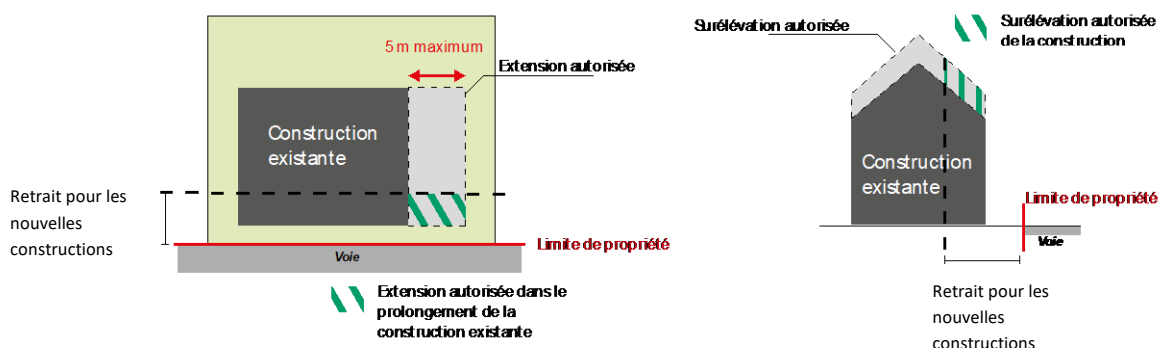 5 m maximum
Extension autorisée
Construction
existante
Retrait pour les
nouvelles
constructions
Limite de propriété
Voie
Extension autorisée dans le
prolongement de la
construction existante
Surélévation autorisée
Surélévation autorisée
de la construction
Construction
existante
Limite de propriété
Voie
Retrait pour les
nouvelles
constructions